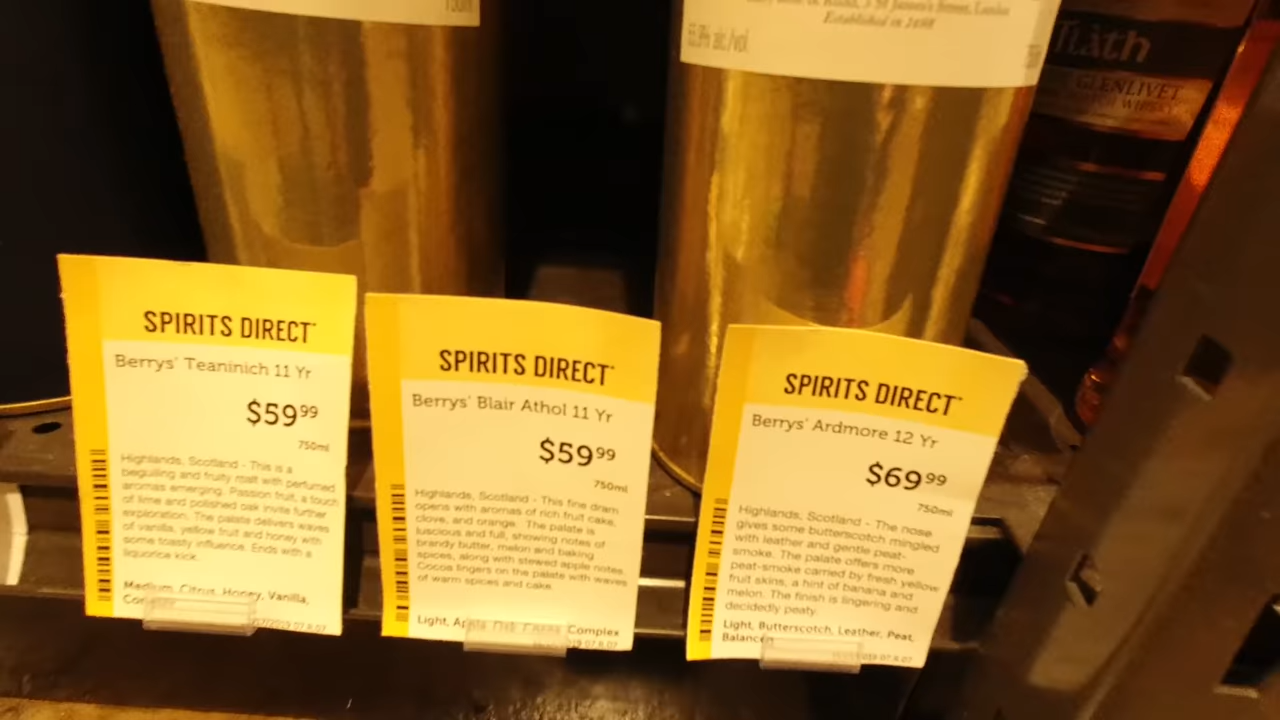 750ml
Established in 1698
alc/vol
GLENLIVET
SPIRITS DIRECT
Berrys' Teaninich 11 Yr
$59.99
750ml
Highlands, Scotland - This is a
beguiling and fruity malt with perfumed
aromas emerging. Passion fruit, a touch
of lime and polished oak invite further
exploration. The palate delivers waves
of vanilla, yellow fruit and honey with
some toasty influence. Ends with a
liquorice kick.
Medium, Citrus, Honey, Vanilla,
SPIRITS DIRECT
Berrys' Blair Athol 11 Yr
$59.99
750ml
Highlands, Scotland - This fine dram
opens with aromas of rich fruit cake,
clove, and orange. The palate is
luscious and full, showing notes of
brandy butter, melon and baking
spices, along with stewed apple notes.
Cocoa lingers on the palate with waves
of warm spices and cake.
Light, Apple, Oak, Cocoa, Complex
SPIRITS DIRECT
Berrys' Ardmore 12 Yr
$69.99
750ml
Highlands, Scotland - The nose
gives some butterscotch mingled
with leather and gentle peat-
smoke. The palate offers more
peat-smoke carried by fresh yellow
fruit skins, a hint of banana and
melon. The finish is lingering and
decidedly peaty.
Light, Butterscotch, Leather, Peat,
Balanced